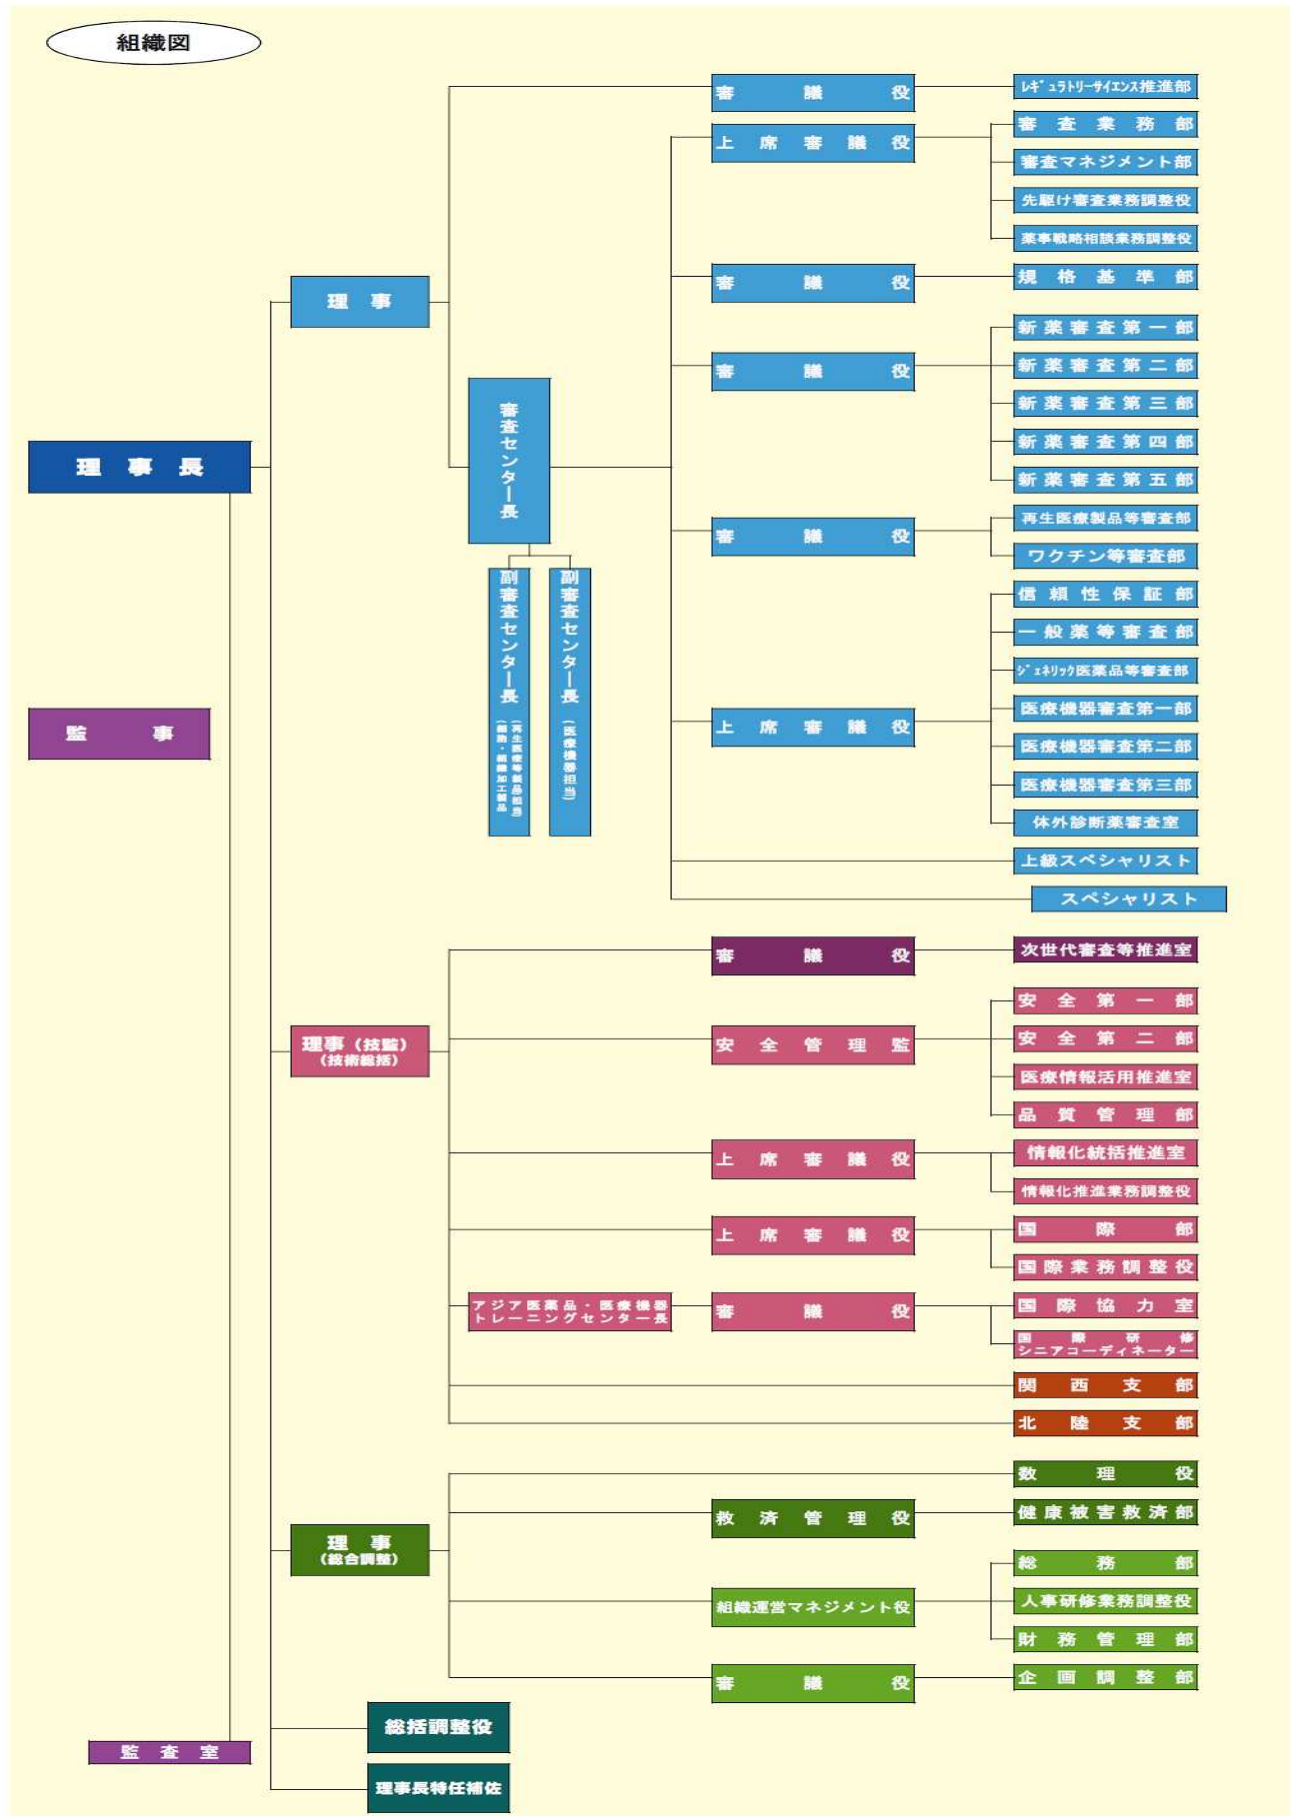 組織図
審議役
レギュラトリーサイエンス推進部
上席審議役
審査業務部
審査マネジメント部
先駆け審査業務調整役
薬事戦略相談業務調整役
審議役
規格基準部
理事
審議役
新薬審査第一部
新薬審査第二部
新薬審査第三部
新薬審査第四部
新薬審査第五部
審査センター長
理事長
審議役
再生医療製品等審査部
ワクチン等審査部
副審査センター長
(再生医療等製品担当)
(細胞・組織加工製品
副審査センター長
(医療機器担当)
上席審議役
信頼性保証部
一般薬等審査部
ジェネリック医薬品等審査部
医療機器審査第一部
医療機器審査第二部
医療機器審査第三部
体外診断薬審査室
監事
上級スペシャリスト
スペシャリスト
審議役
次世代審査等推進室
理事(技監)
(技術総括)
安全管理監
安全第一部
安全第二部
医療情報活用推進室
品質管理部
上席審議役
情報化統括推進室
情報化推進業務調整役
上席審議役
国際部
国際業務調整役
アジア医薬品・医療機器
トレーニングセンター長
審議役
国際協力室
国際研修
シニアコーディネーター
関西支部
北陸支部
数理役
救済管理役
健康被害救済部
理事
(総合調整)
組織運営マネジメント役
総務部
人事研修業務調整役
財務管理部
審議役
企画調整部
総括調整役
監査室
理事長特任補佐